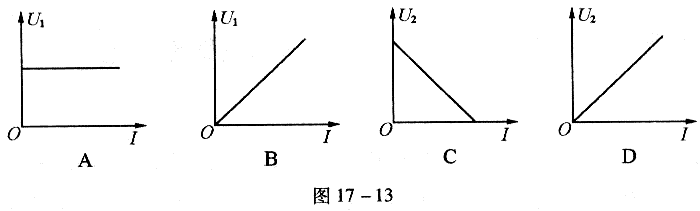 U₁ U₁ U₂ U₂
O I O I O I O I
A B C D
图 17-13